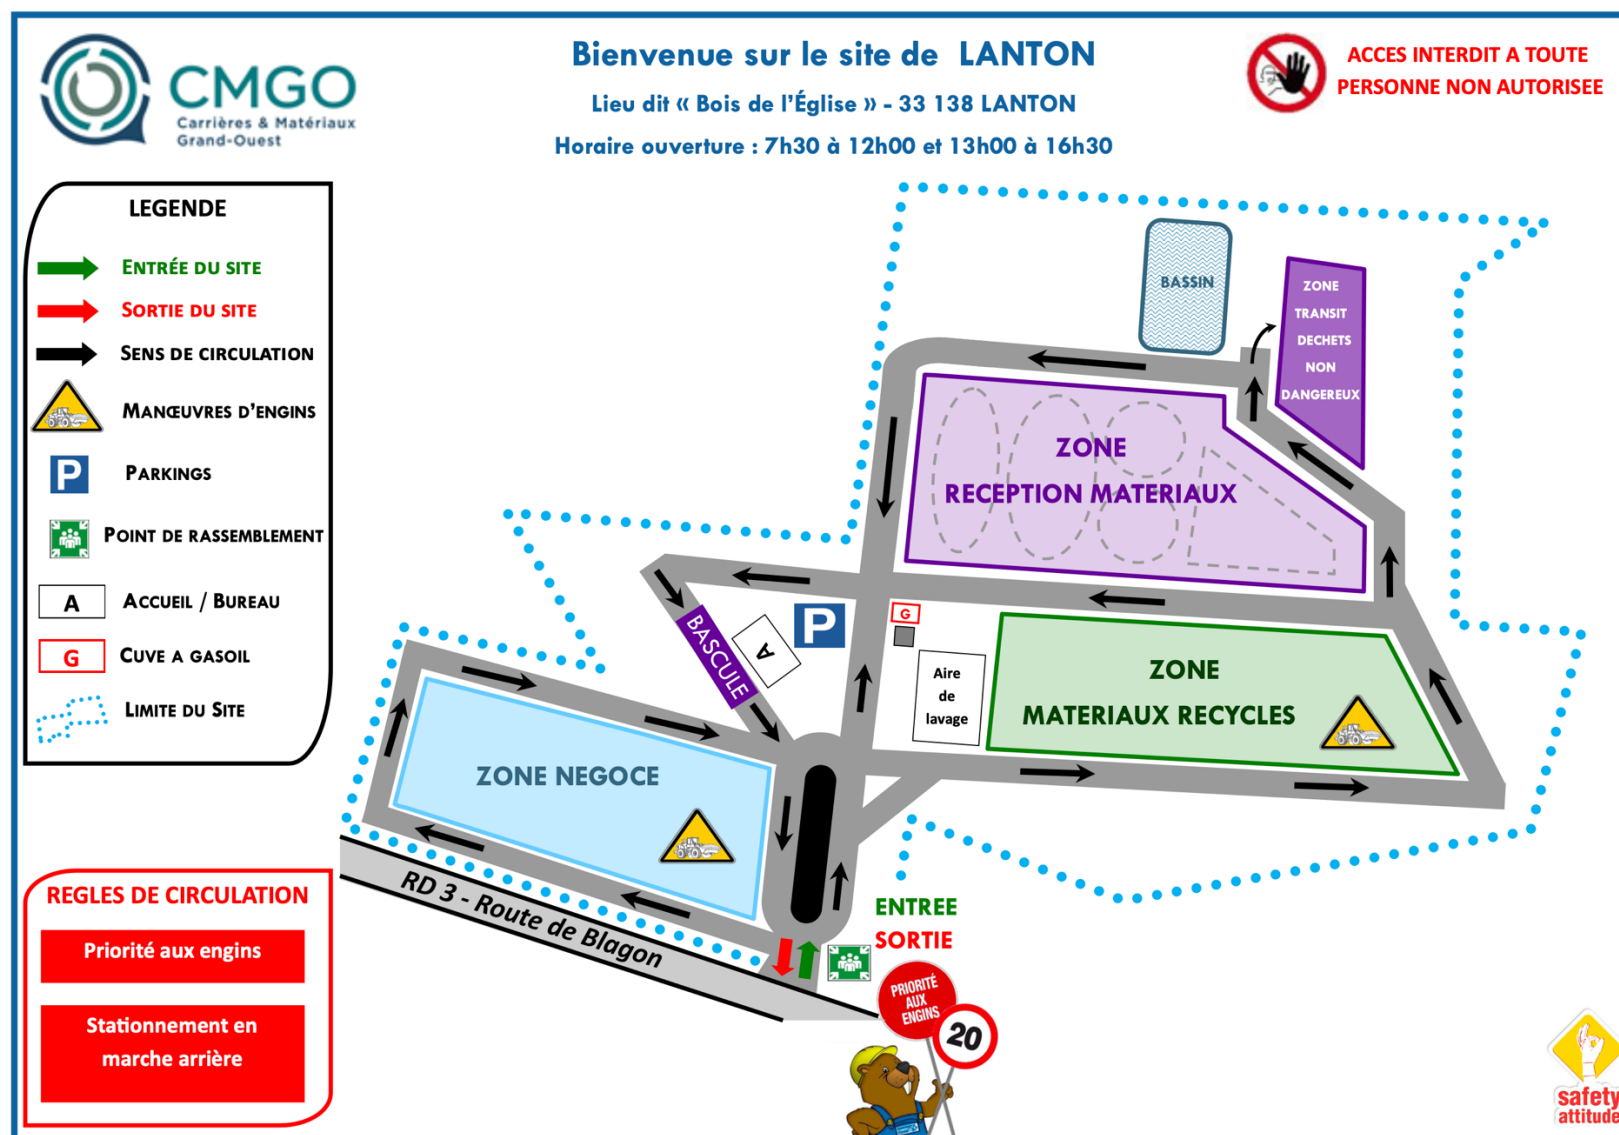 CMGO
Carrières & Matériaux
Grand-Ouest
Bienvenue sur le site de LANTON
Lieu dit « Bois de l'Église » - 33 138 LANTON
Horaire ouverture : 7h30 à 12h00 et 13h00 à 16h30
ACCES INTERDIT A TOUTE
PERSONNE NON AUTORISEE
LEGENDE
ENTRÉE DU SITE
SORTIE DU SITE
SENS DE CIRCULATION
MANŒUVRES D'ENGINS
P
PARKINGS
POINT DE RASSEMBLEMENT
A
ACCUEIL / BUREAU
G
CUVE A GASOIL
LIMITE DU SITE
REGLES DE CIRCULATION
Priorité aux engins
Stationnement en
marche arrière
BASSIN
ZONE
TRANSIT
DECHETS
NON
DANGEREUX
ZONE
RECEPTION MATERIAUX
BASCULE
A
P
G
Aire
de
lavage
ZONE
MATERIAUX RECYCLES
ZONE NEGOCE
RD 3 - Route de Blagon
ENTREE
SORTIE
PRIORITÉ
AUX
ENGINS
20
safety
attitude